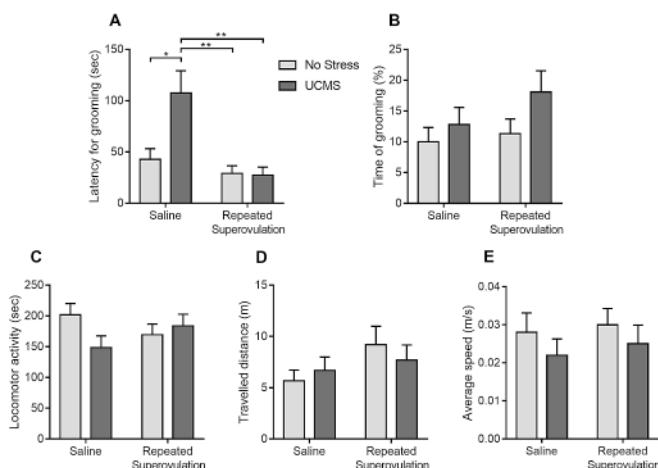 A
Latency for grooming (sec)
150
100
50
0
*
**
**
Saline
Repeated
Superovulation
No Stress
UCMS
B
Time of grooming (%)
25
20
15
10
5
0
Saline
Repeated
Superovulation
C
Locomotor activity (sec)
250
200
150
100
50
0
Saline
Repeated
Superovulation
D
Travelled distance (m)
15
10
5
0
Saline
Repeated
Superovulation
E
Average speed (m/s)
0.04
0.03
0.02
0.01
0.00
Saline
Repeated
Superovulation